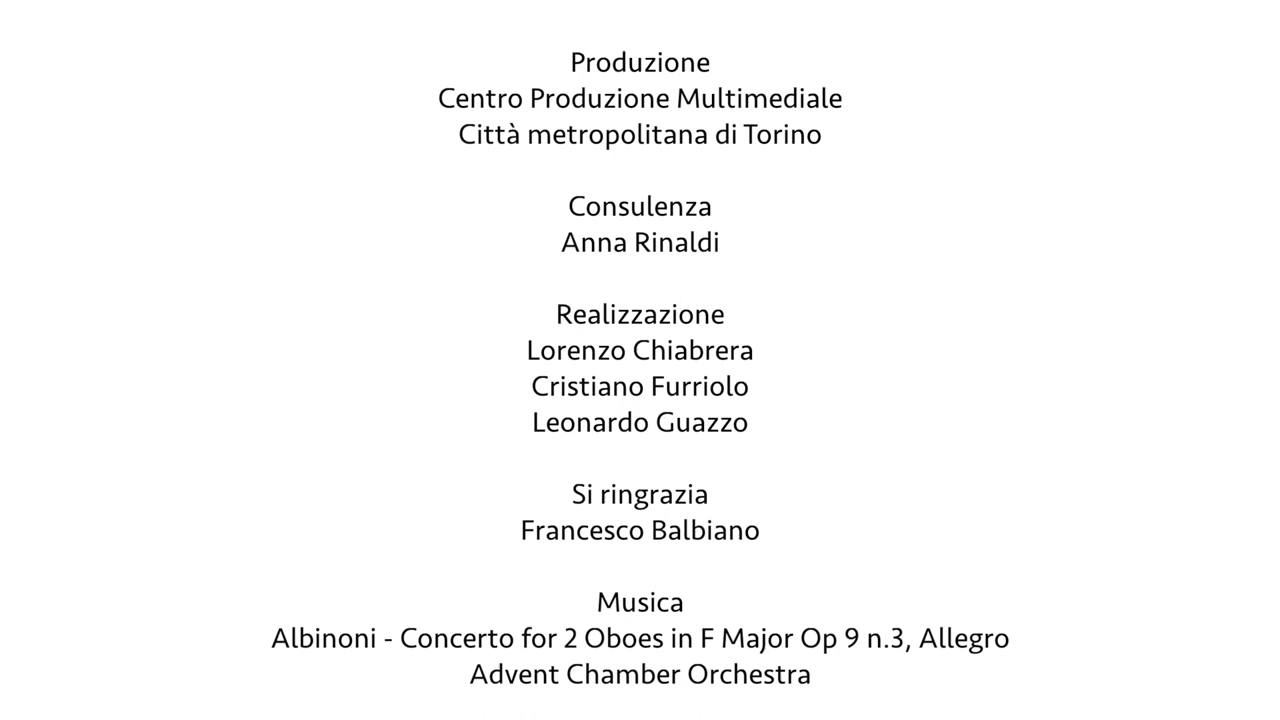 Produzione
Centro Produzione Multimediale
Città metropolitana di Torino
Consulenza
Anna Rinaldi
Realizzazione
Lorenzo Chiabrera
Cristiano Furriolo
Leonardo Guazzo
Si ringrazia
Francesco Balbiano
Musica
Albinoni - Concerto for 2 Oboes in F Major Op 9 n.3, Allegro
Advent Chamber Orchestra